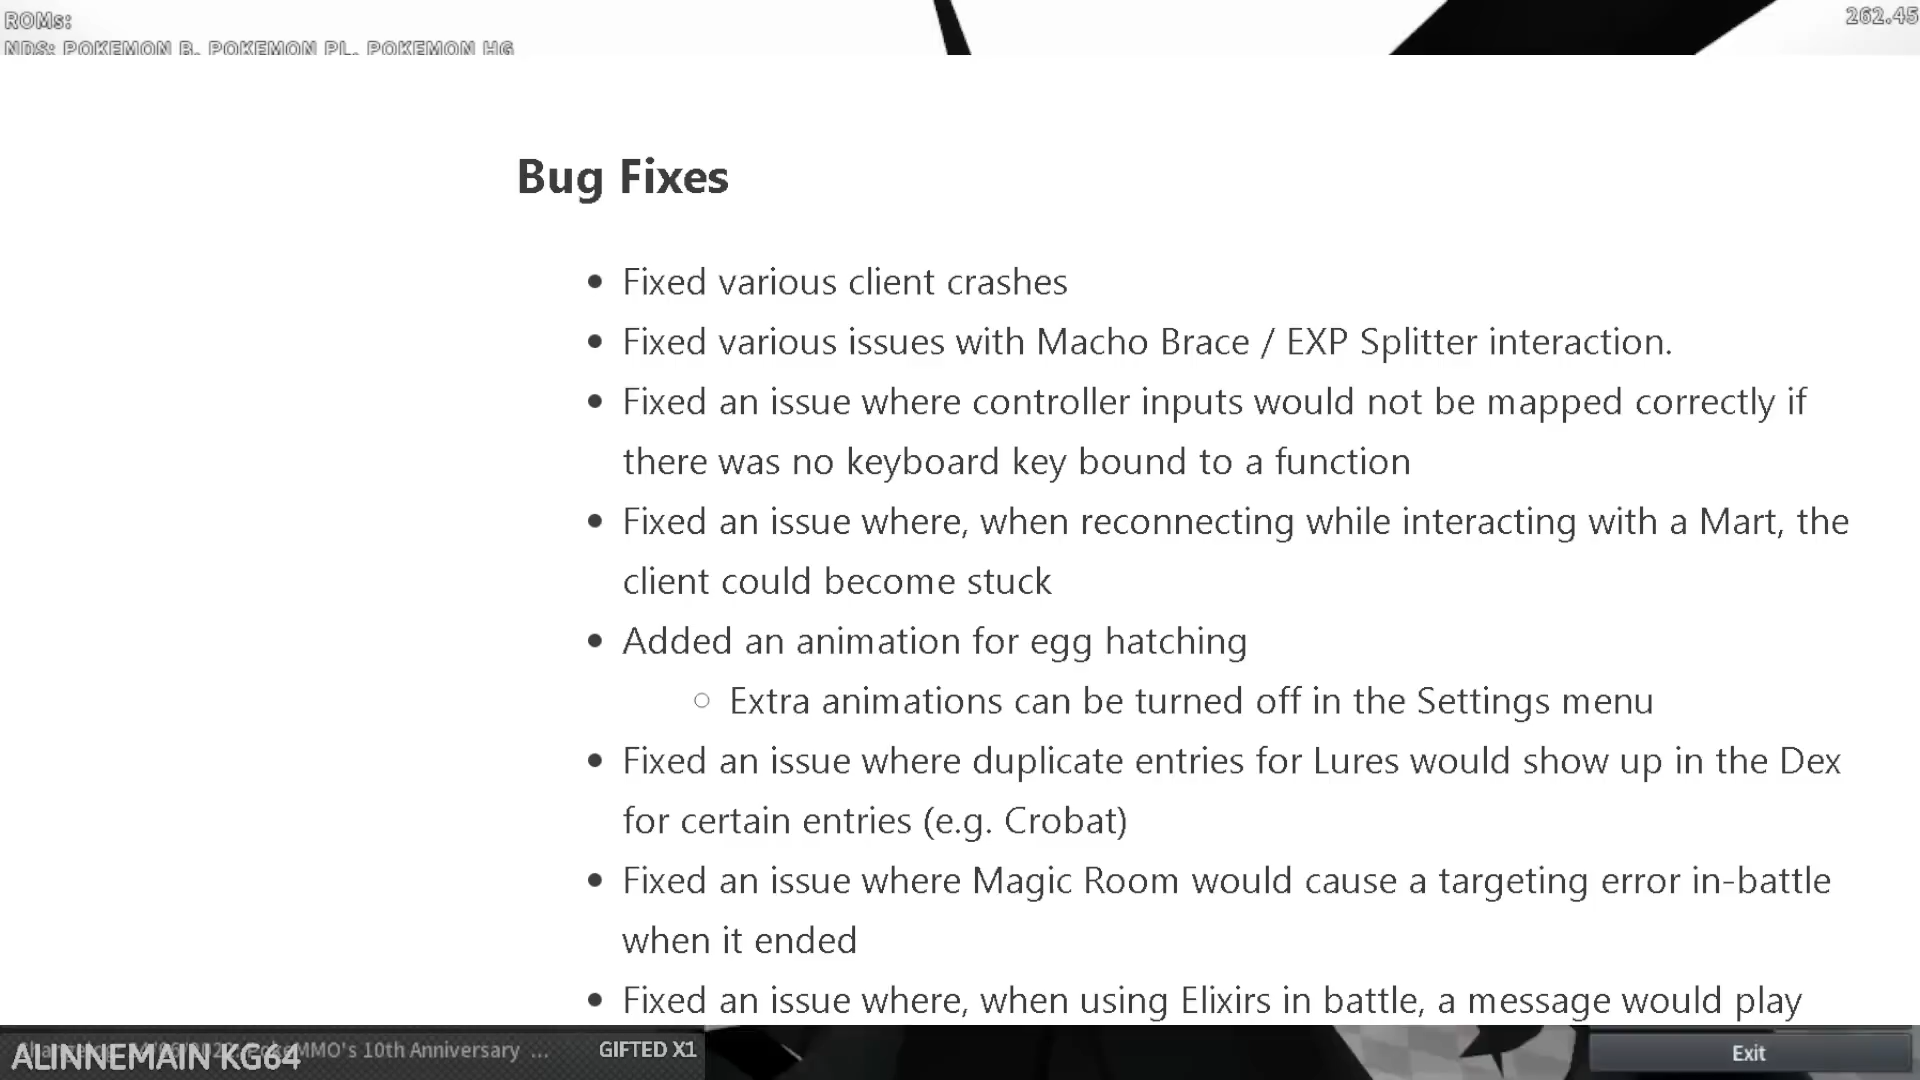 ROMs:
262.45
NDS: POKEMON B, POKEMON PL, POKEMON HG
Bug Fixes
• Fixed various client crashes
• Fixed various issues with Macho Brace / EXP Splitter interaction.
• Fixed an issue where controller inputs would not be mapped correctly if
there was no keyboard key bound to a function
• Fixed an issue where, when reconnecting while interacting with a Mart, the
client could become stuck
• Added an animation for egg hatching
○ Extra animations can be turned off in the Settings menu
• Fixed an issue where duplicate entries for Lures would show up in the Dex
for certain entries (e.g. Crobat)
• Fixed an issue where Magic Room would cause a targeting error in-battle
when it ended
• Fixed an issue where, when using Elixirs in battle, a message would play
ALINNEMAIN KG64
MMO's 10th Anniversary ...
GIFTED X1
Exit